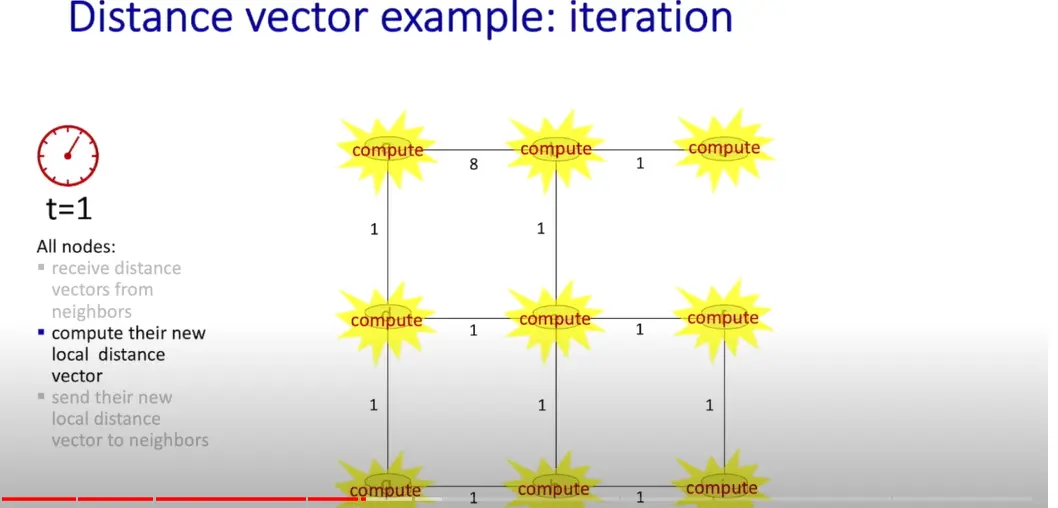 Distance vector example: iteration
compute compute compute
8 1
t=1
1 1
All nodes:
▪ receive distance
vectors from
neighbors
▪ compute their new
local distance
vector
▪ send their new
local distance
vector to neighbors
compute compute compute
1 1
1 1 1
compute compute compute
1 1